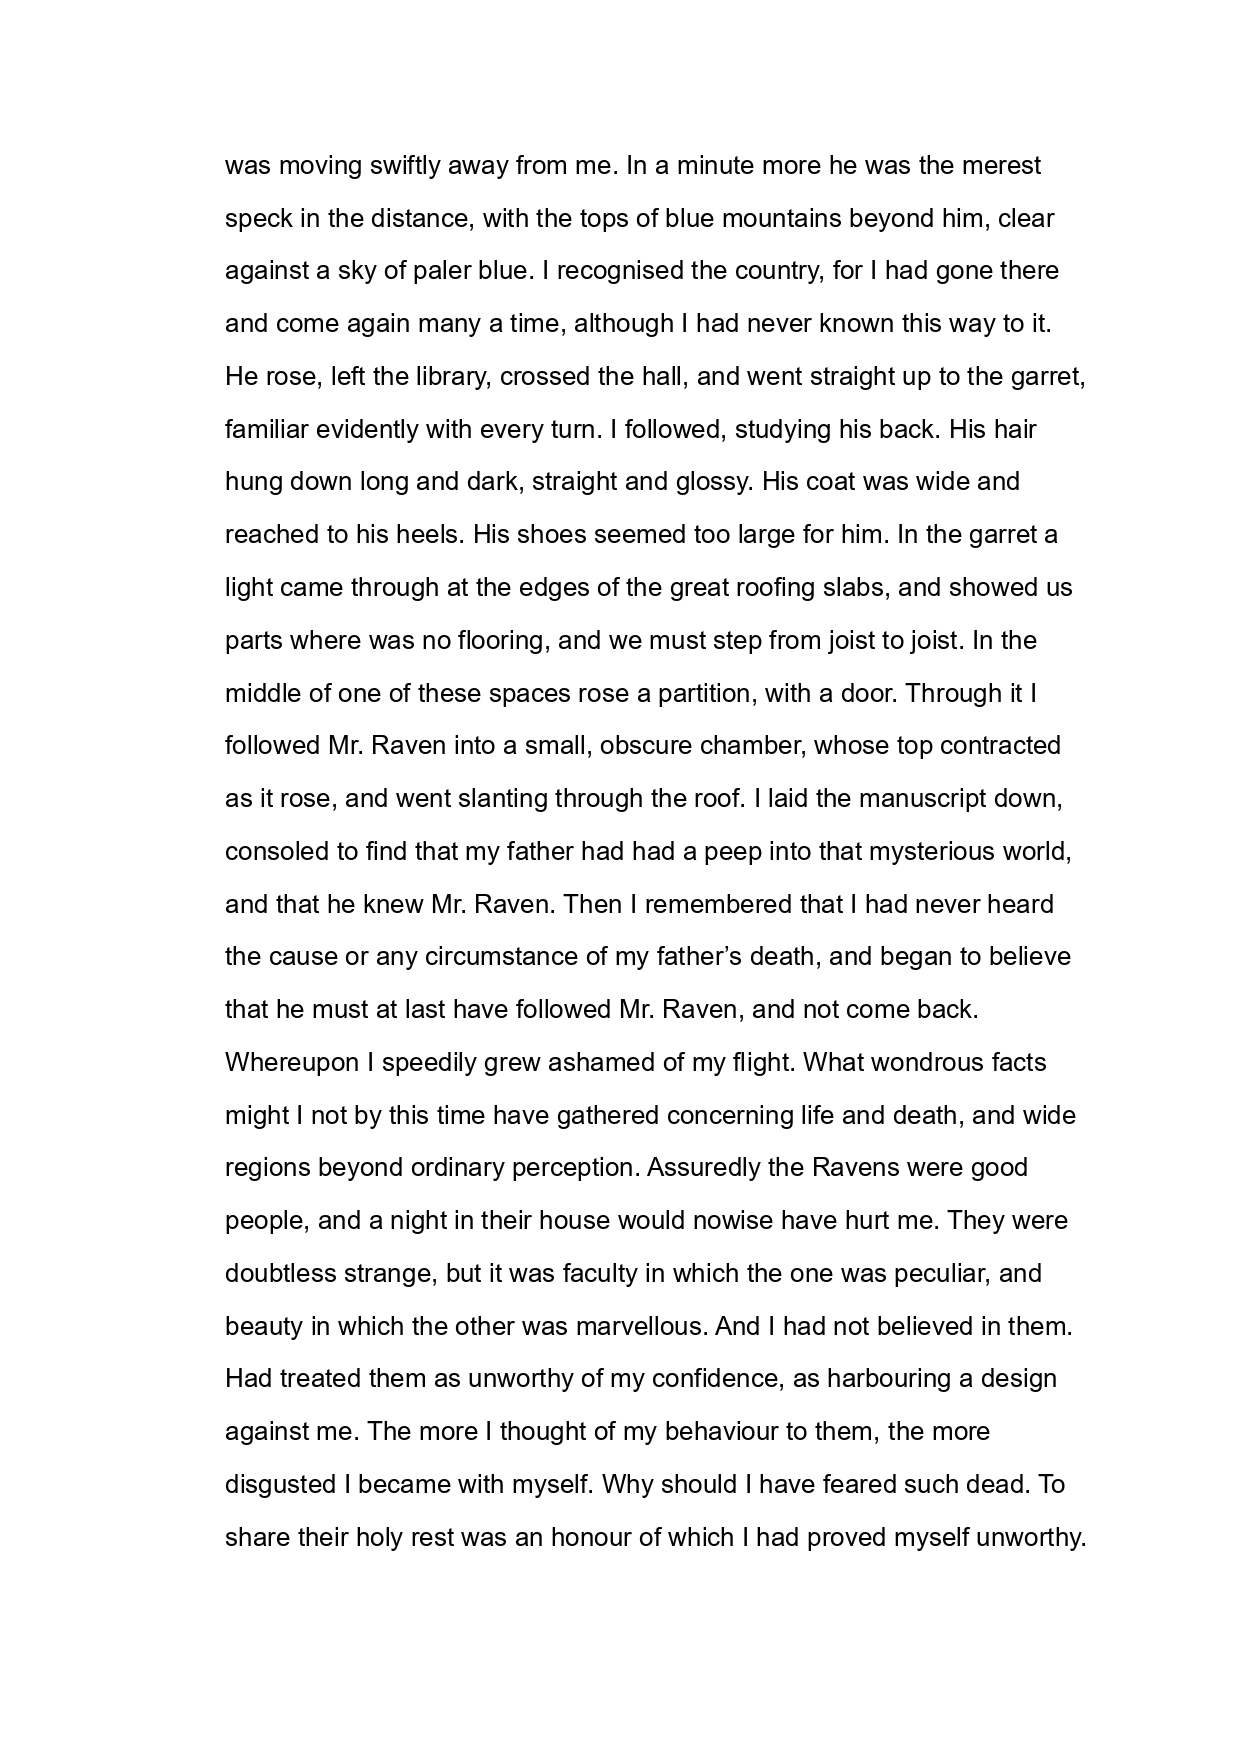 was moving swiftly away from me. In a minute more he was the merest
speck in the distance, with the tops of blue mountains beyond him, clear
against a sky of paler blue. I recognised the country, for I had gone there
and come again many a time, although I had never known this way to it.
He rose, left the library, crossed the hall, and went straight up to the garret,
familiar evidently with every turn. I followed, studying his back. His hair
hung down long and dark, straight and glossy. His coat was wide and
reached to his heels. His shoes seemed too large for him. In the garret a
light came through at the edges of the great roofing slabs, and showed us
parts where was no flooring, and we must step from joist to joist. In the
middle of one of these spaces rose a partition, with a door. Through it I
followed Mr. Raven into a small, obscure chamber, whose top contracted
as it rose, and went slanting through the roof. I laid the manuscript down,
consoled to find that my father had had a peep into that mysterious world,
and that he knew Mr. Raven. Then I remembered that I had never heard
the cause or any circumstance of my father’s death, and began to believe
that he must at last have followed Mr. Raven, and not come back.
Whereupon I speedily grew ashamed of my flight. What wondrous facts
might I not by this time have gathered concerning life and death, and wide
regions beyond ordinary perception. Assuredly the Ravens were good
people, and a night in their house would nowise have hurt me. They were
doubtless strange, but it was faculty in which the one was peculiar, and
beauty in which the other was marvellous. And I had not believed in them.
Had treated them as unworthy of my confidence, as harbouring a design
against me. The more I thought of my behaviour to them, the more
disgusted I became with myself. Why should I have feared such dead. To
share their holy rest was an honour of which I had proved myself unworthy.